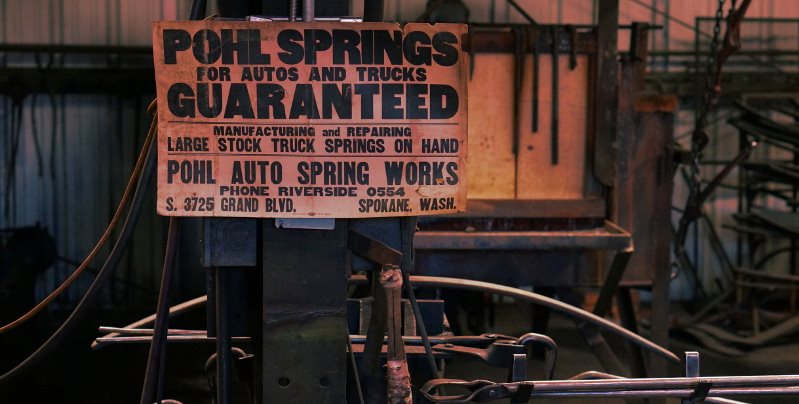 POHL SPRINGS
FOR AUTOS AND TRUCKS
GUARANTEED
MANUFACTURING and REPAIRING
LARGE STOCK TRUCK SPRINGS ON HAND
POHL AUTO SPRING WORKS
PHONE RIVERSIDE 0554
S. 3725 GRAND BLVD. SPOKANE, WASH.